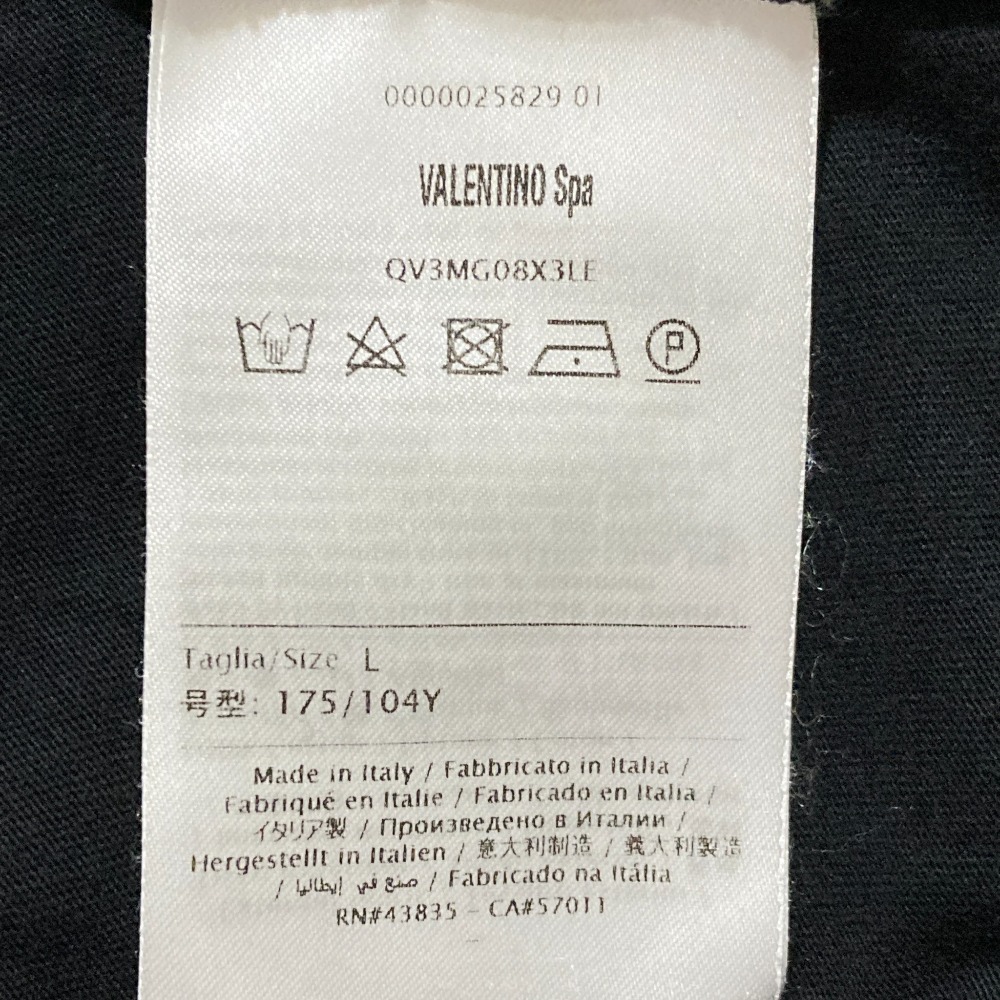 0000025829 01
VALENTINO Spa
QV3MG08X3LE
P
Taglia/Size L
号型: 175/104Y
Made in Italy / Fabbricato in Italia /
Fabriqué en Italie / Fabricado en Italia /
イタリア製 / Произведено в Италии /
Hergestellt in Italien / 意大利制造 / 義大利製造
/ صنع في إيطاليا / Fabricado na Itália
RN#43835 - CA#57011